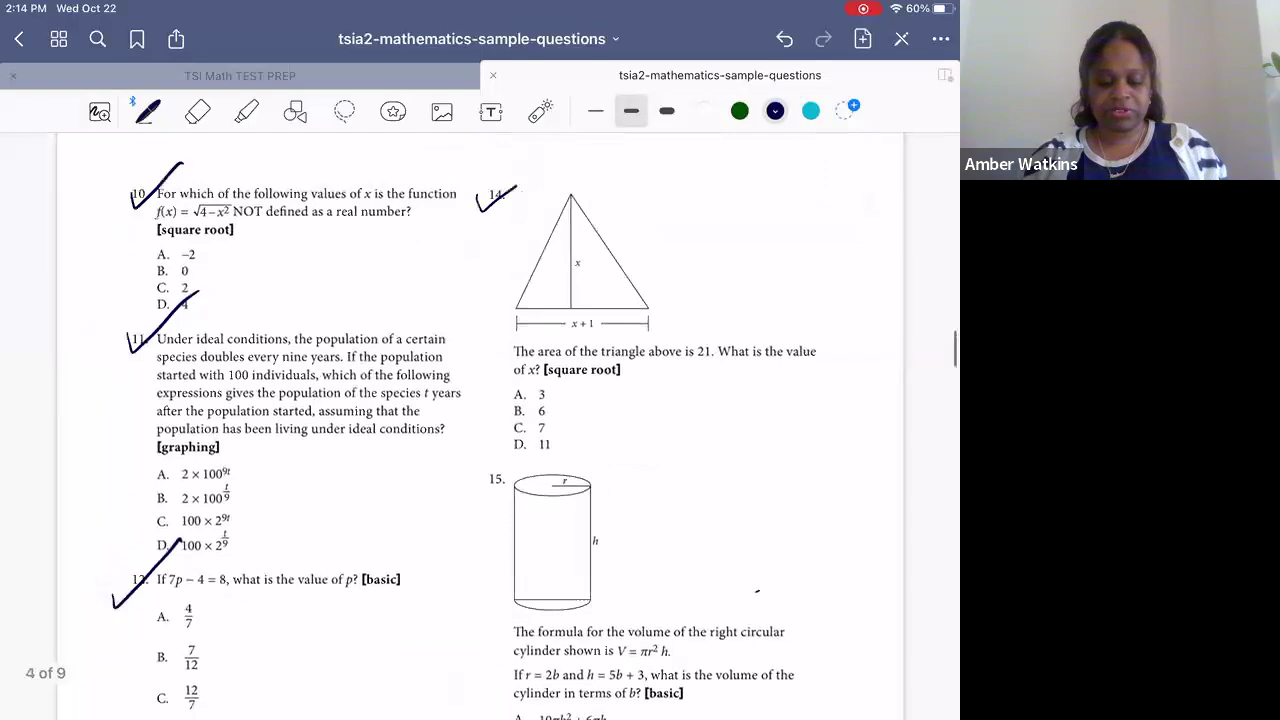 2:14 PM Wed Oct 22
60%
tsia2-mathematics-sample-questions
TSI Math TEST PREP
tsia2-mathematics-sample-questions
Amber Watkins
10. For which of the following values of x is the function
f(x) = √4–x² NOT defined as a real number?
[square root]
A. –2
B. 0
C. 2
D. 4
11. Under ideal conditions, the population of a certain
species doubles every nine years. If the population
started with 100 individuals, which of the following
expressions gives the population of the species t years
after the population started, assuming that the
population has been living under ideal conditions?
[graphing]
A. 2 × 100^9t
B. 2 × 100^t/9
C. 100 × 2^9t
D. 100 × 2^t/9
12. If 7p – 4 = 8, what is the value of p? [basic]
A. 4/7
B. 7/12
C. 12/7
14.
x
x + 1
The area of the triangle above is 21. What is the value
of x? [square root]
A. 3
B. 6
C. 7
D. 11
15.
r
h
The formula for the volume of the right circular
cylinder shown is V = πr² h.
If r = 2b and h = 5b + 3, what is the volume of the
cylinder in terms of b? [basic]
A. 10πb² + 6πb
4 of 9